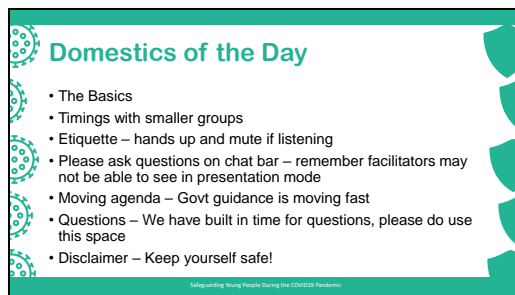 Domestics of the Day
• The Basics
• Timings with smaller groups
• Etiquette – hands up and mute if listening
• Please ask questions on chat bar – remember facilitators may
not be able to see in presentation mode
• Moving agenda – Govt guidance is moving fast
• Questions – We have built in time for questions, please do use
this space
• Disclaimer – Keep yourself safe!
Safeguarding Young People During the COVID19 Pandemic